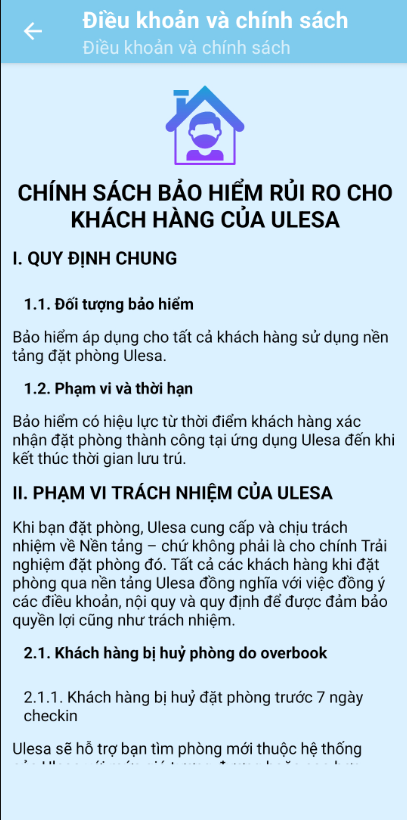 Điều khoản và chính sách
Điều khoản và chính sách
CHÍNH SÁCH BẢO HIỂM RỦI RO CHO
KHÁCH HÀNG CỦA ULESA
I. QUY ĐỊNH CHUNG
1.1. Đối tượng bảo hiểm
Bảo hiểm áp dụng cho tất cả khách hàng sử dụng nền
tảng đặt phòng Ulesa.
1.2. Phạm vi và thời hạn
Bảo hiểm có hiệu lực từ thời điểm khách hàng xác
nhận đặt phòng thành công tại ứng dụng Ulesa đến khi
kết thúc thời gian lưu trú.
II. PHẠM VI TRÁCH NHIỆM CỦA ULESA
Khi bạn đặt phòng, Ulesa cung cấp và chịu trách
nhiệm về Nền tảng – chứ không phải là cho chính Trải
nghiệm đặt phòng đó. Tất cả các khách hàng khi đặt
phòng qua nền tảng Ulesa đồng nghĩa với việc đồng ý
các điều khoản, nội quy và quy định để được đảm bảo
quyền lợi cũng như trách nhiệm.
2.1. Khách hàng bị huỷ phòng do overbook
2.1.1. Khách hàng bị huỷ đặt phòng trước 7 ngày
checkin
Ulesa sẽ hỗ trợ bạn tìm phòng mới thuộc hệ thống